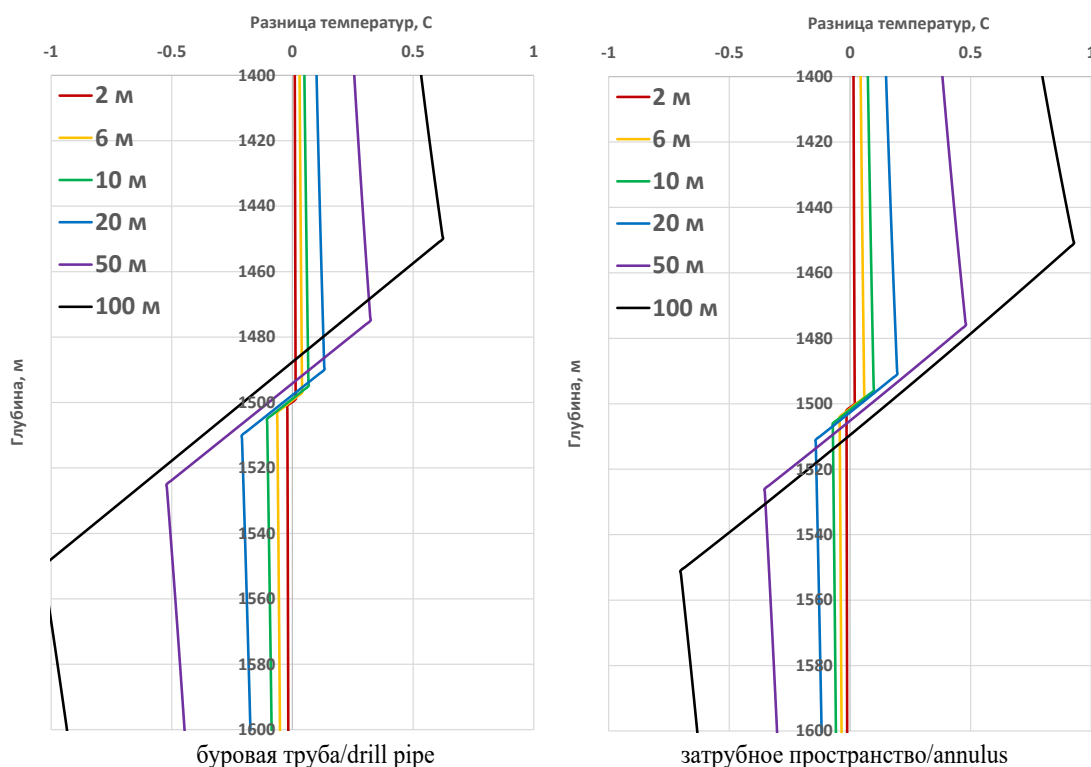 Разница температур, С
-1 -0.5 0 0.5 1
1400
1420
1440
1460
1480
1500
1520
1540
1560
1580
1600
Глубина, м
2 м
6 м
10 м
20 м
50 м
100 м
буровая труба/drill pipe
Разница температур, С
-1 -0.5 0 0.5 1
1400
1420
1440
1460
1480
1500
1520
1540
1560
1580
1600
Глубина, м
2 м
6 м
10 м
20 м
50 м
100 м
затрубное пространство/annulus